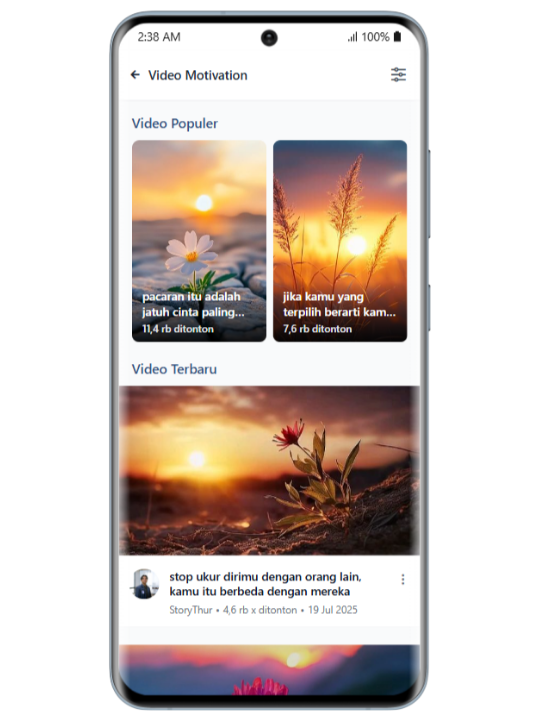 2:38 AM
100%
Video Motivation
Video Populer
pacaran itu adalah
jatuh cinta paling...
11,4 rb ditonton
jika kamu yang
terpilih berarti kam...
7,6 rb ditonton
Video Terbaru
stop ukur dirimu dengan orang lain,
kamu itu berbeda dengan mereka
StoryThur • 4,6 rb x ditonton • 19 Jul 2025